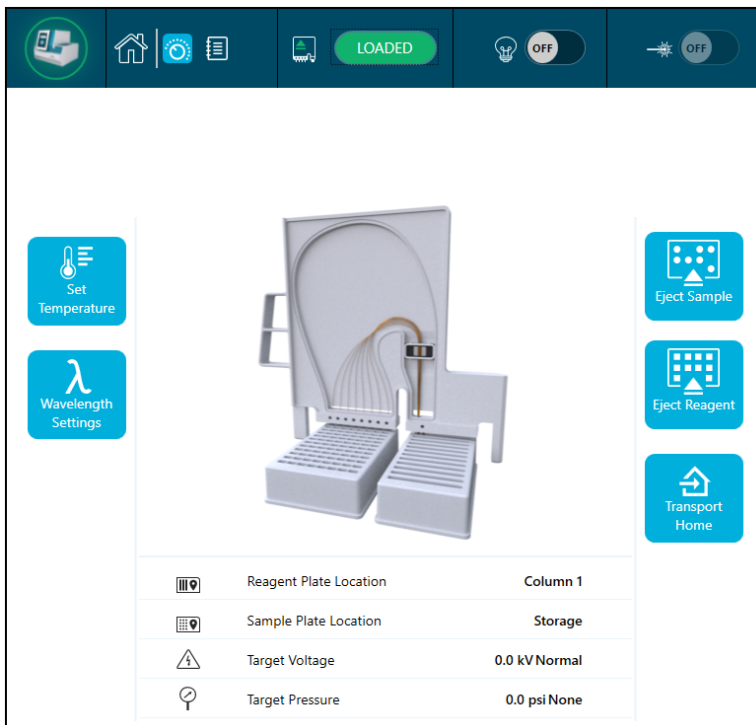 LOADED
OFF
OFF
Set
Temperature
Wavelength
Settings
Eject Sample
Eject Reagent
Transport
Home
Reagent Plate Location Column 1
Sample Plate Location Storage
Target Voltage 0.0 kV Normal
Target Pressure 0.0 psi None